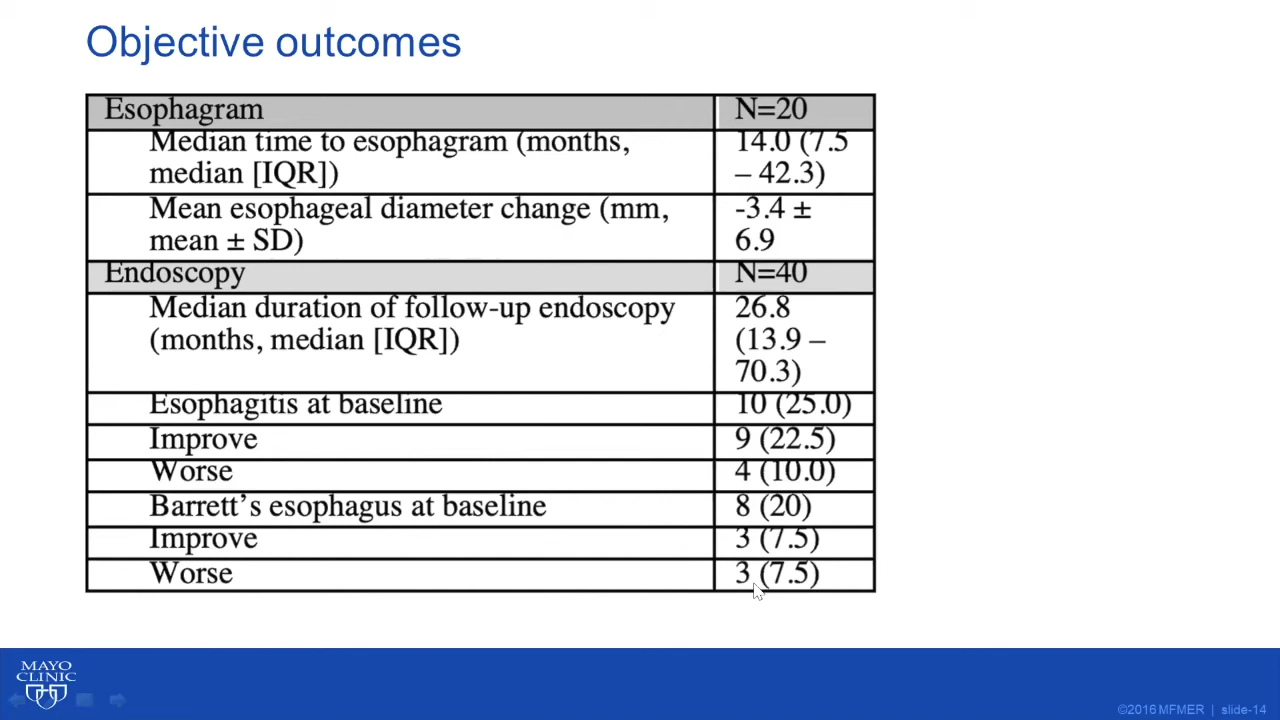 Objective outcomes
Esophagram N=20
Median time to esophagram (months, 14.0 (7.5
median [IQR]) – 42.3)
Mean esophageal diameter change (mm, -3.4 ±
mean ± SD) 6.9
Endoscopy N=40
Median duration of follow-up endoscopy 26.8
(months, median [IQR]) (13.9 –
70.3)
Esophagitis at baseline 10 (25.0)
Improve 9 (22.5)
Worse 4 (10.0)
Barrett’s esophagus at baseline 8 (20)
Improve 3 (7.5)
Worse 3 (7.5)
MAYO
CLINIC
©2016 MFMER | slide-14